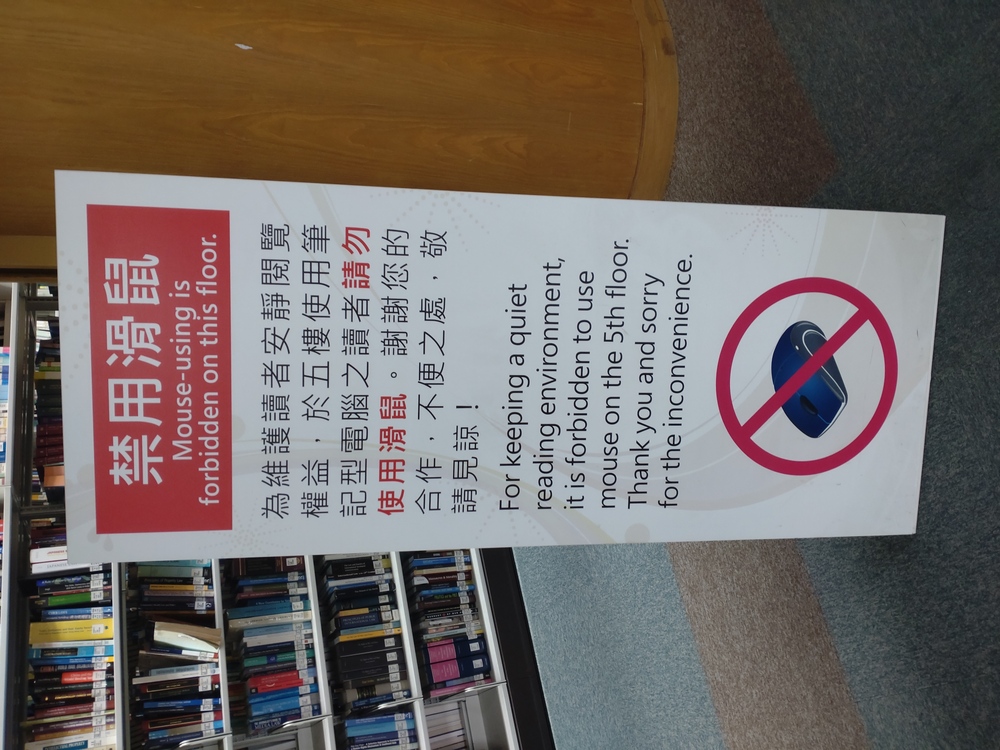 禁用滑鼠
Mouse-using is
forbidden on this floor.
為維護讀者安靜閱覽
權益，於五樓使用筆
記型電腦之讀者請勿
使用滑鼠。謝謝您的
合作，不便之處，敬
請見諒！
For keeping a quiet
reading environment,
it is forbidden to use
mouse on the 5th floor.
Thank you and sorry
for the inconvenience.